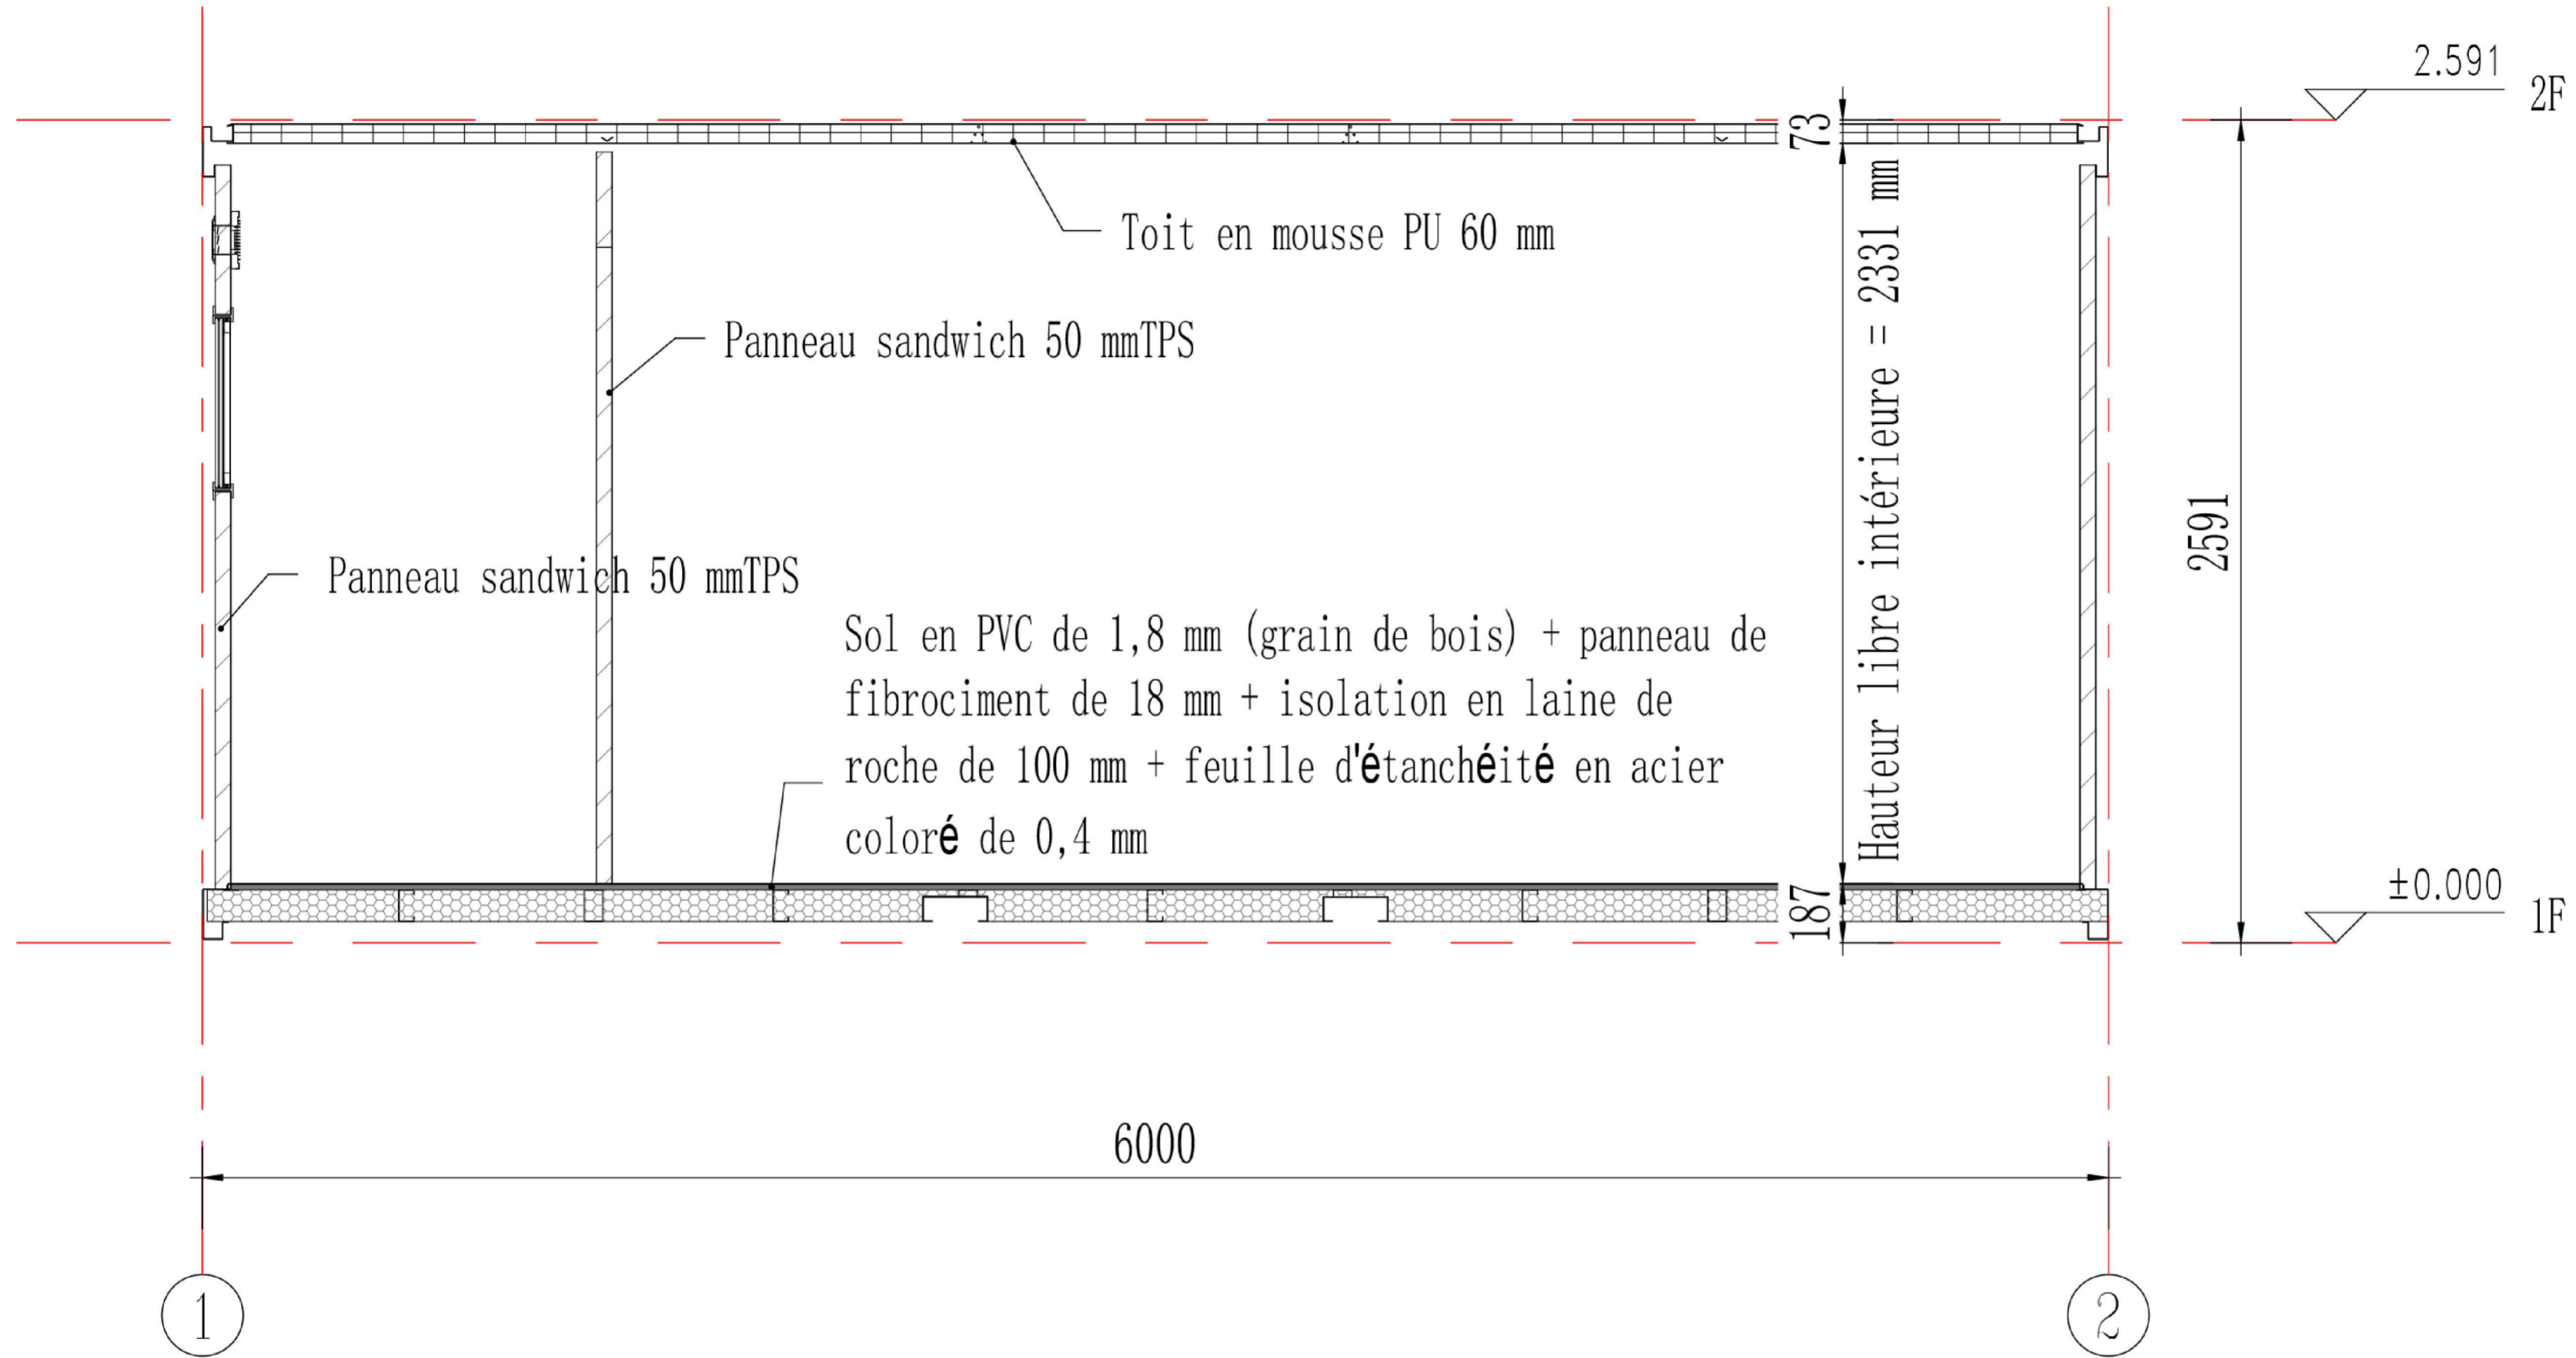 2.591
2F
73
Toit en mousse PU 60 mm
Hauteur libre intérieure = 2331 mm
Panneau sandwich 50 mmTPS
2591
Panneau sandwich 50 mmTPS
Sol en PVC de 1,8 mm (grain de bois) + panneau de
fibrociment de 18 mm + isolation en laine de
roche de 100 mm + feuille d'étanchéité en acier
coloré de 0,4 mm
187
±0.000
1F
6000
1
2